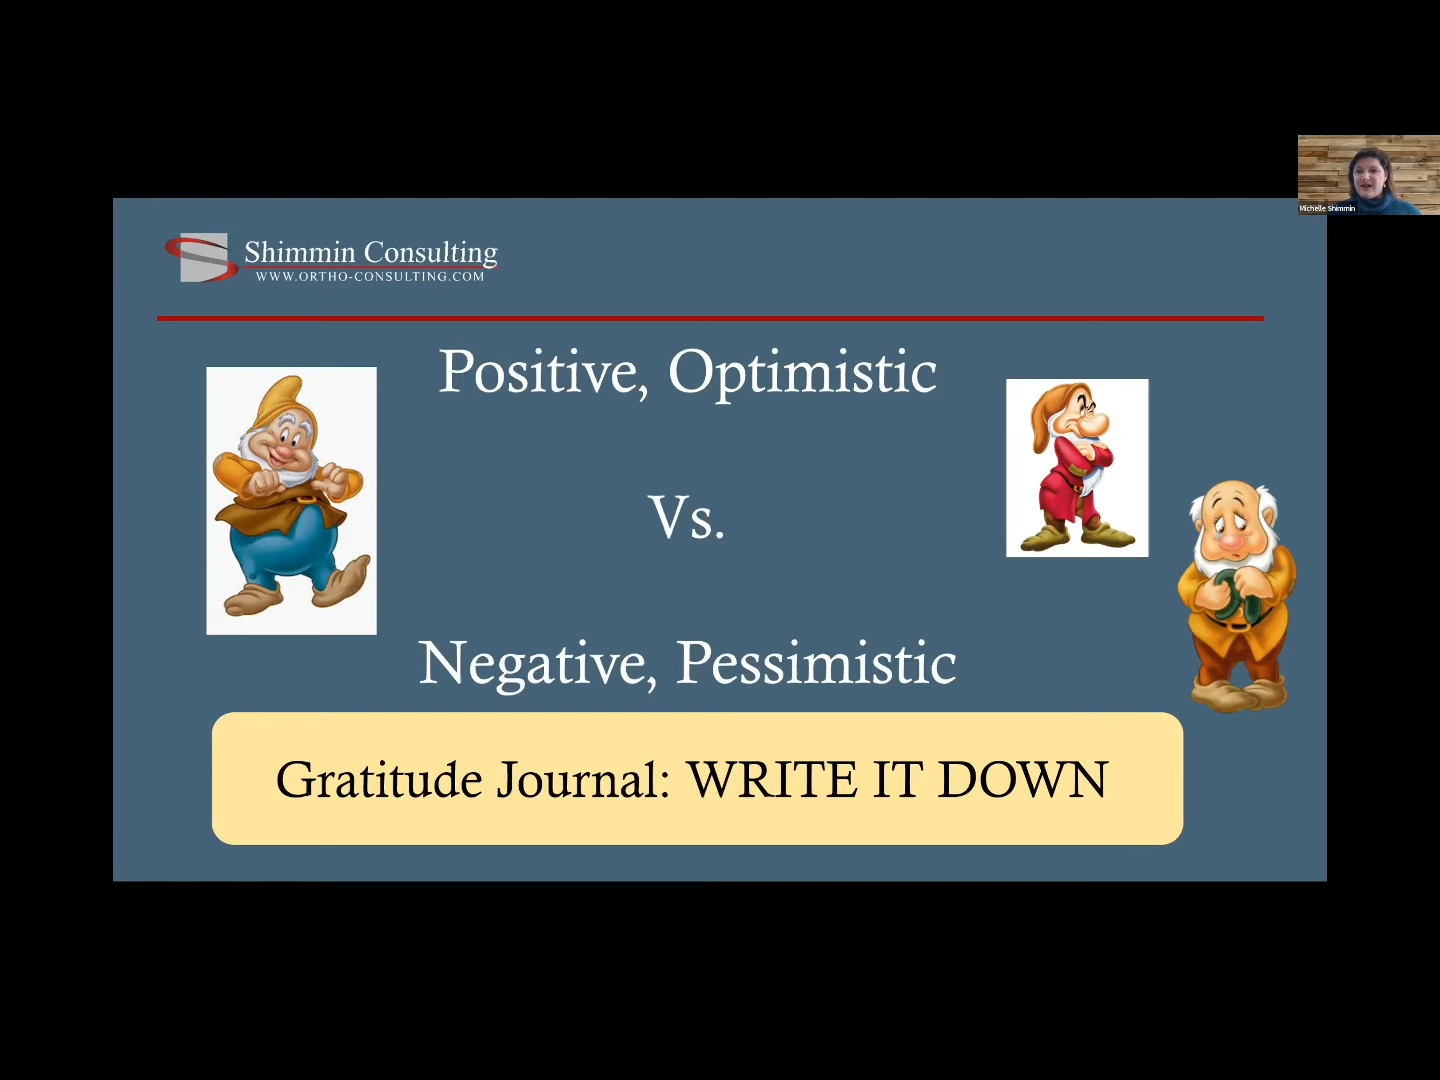 Michelle Shimmin
Shimmin Consulting
WWW.ORTHO-CONSULTING.COM
Positive, Optimistic
Vs.
Negative, Pessimistic
Gratitude Journal: WRITE IT DOWN